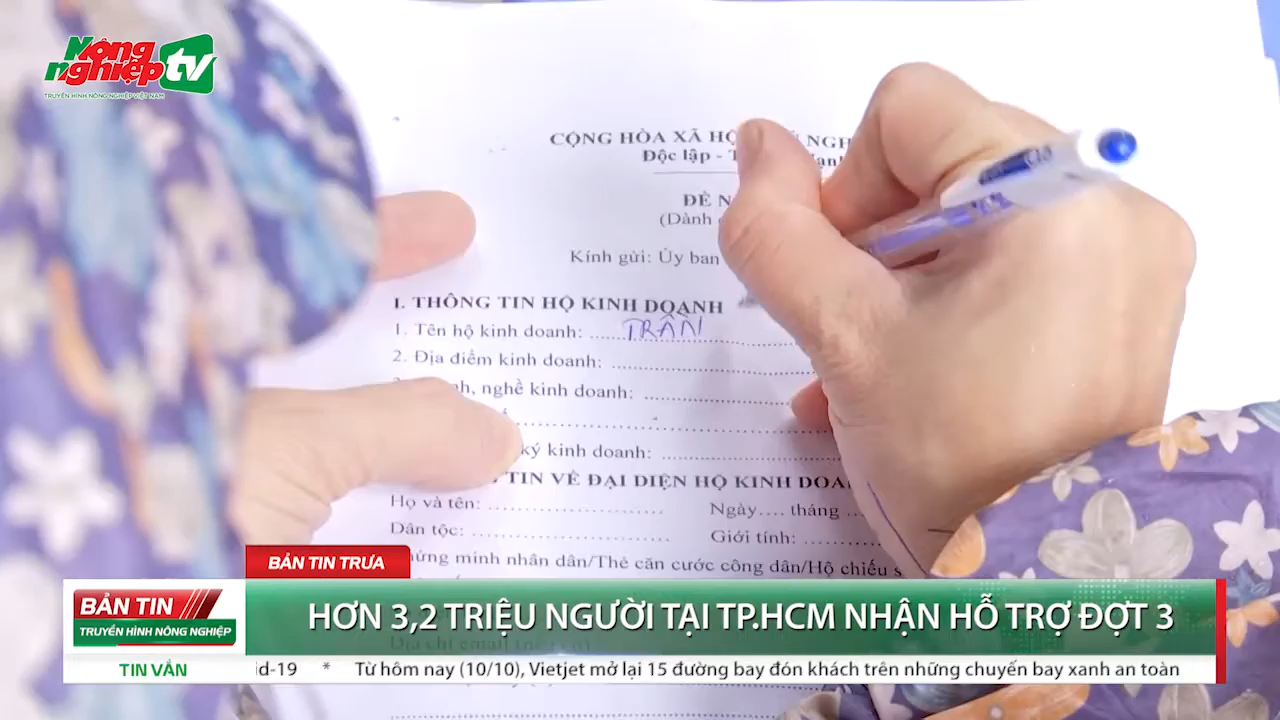 Nông nghiệp tv
TRUYỀN HÌNH NÔNG NGHIỆP VIỆT NAM
CỘNG HÒA XÃ
Độc lập -
ĐỀ
(Dành
Kính gửi: Ủy ban
I. THÔNG TIN HỘ KINH DOANH
1. Tên hộ kinh doanh: TRẦN
2. Địa điểm kinh doanh:
nghề kinh doanh:
ký kinh doanh:
TIN VỀ ĐẠI DIỆN HỘ KINH
Họ và tên: Ngày.... tháng
Dân tộc: Giới tính:
minh nhân dân/Thẻ căn cước công dân/Hộ chiếu
BẢN TIN TRƯA
BẢN TIN
TRUYỀN HÌNH NÔNG NGHIỆP
HƠN 3,2 TRIỆU NGƯỜI TẠI TP.HCM NHẬN HỖ TRỢ ĐỢT 3
TIN VẮN id-19 * Từ hôm nay (10/10), Vietjet mở lại 15 đường bay đón khách trên những chuyến bay xanh an toàn